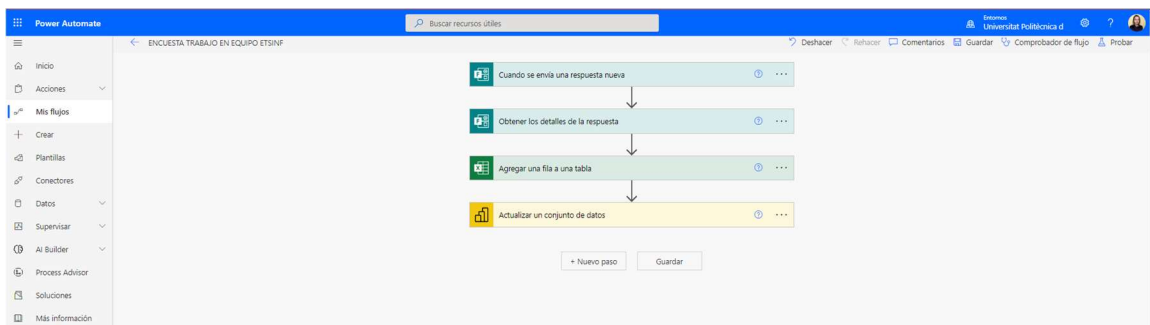 Power Automate
Buscar recursos útiles
Entornos
Universitat Politècnica d
?
ENCUESTA TRABAJO EN EQUIPO ETSINF
Deshacer
Rehacer
Comentarios
Guardar
Comprobador de flujo
Probar
Inicio
Acciones
Mis flujos
Crear
Plantillas
Conectores
Datos
Supervisar
AI Builder
Process Advisor
Soluciones
Más información
Cuando se envía una respuesta nueva
Obtener los detalles de la respuesta
Agregar una fila a una tabla
Actualizar un conjunto de datos
+ Nuevo paso
Guardar